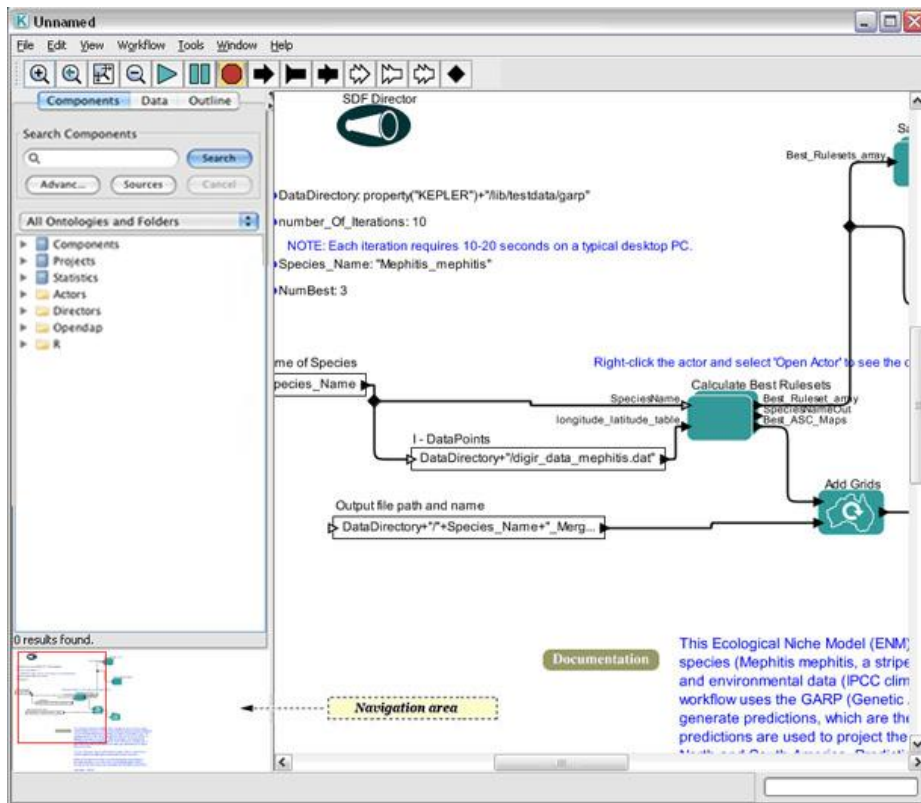 Unnamed
File Edit View Workflow Tools Window Help
Components Data Outline
Search Components
Search
Advanc... Sources Cancel
All Ontologies and Folders
Components
Projects
Statistics
Actors
Directors
Opendap
R
0 results found.
SDF Director
DataDirectory: property("KEPLER")+"/lib/testdata/garp"
number_Of_Iterations: 10
NOTE: Each iteration requires 10-20 seconds on a typical desktop PC.
Species_Name: "Mephitis_mephitis"
NumBest: 3
Best_Rulesets_array
Sa
me of Species
pecies_Name
Right-click the actor and select 'Open Actor' to see the c
Calculate Best Rulesets
SpeciesName
longitude_latitude_table
Best_Ruleset_array
SpeciesNameOut
Best_ASC_Maps
I - DataPoints
DataDirectory+"/digir_data_mephitis.dat"
Add Grids
Output file path and name
DataDirectory+"/"+Species_Name+"_Merg...
Documentation
This Ecological Niche Model (ENM)
species (Mephitis mephitis, a stripe
and environmental data (IPCC clim
workflow uses the GARP (Genetic
generate predictions, which are the
predictions are used to project the
North and South America. Predicti
Navigation area